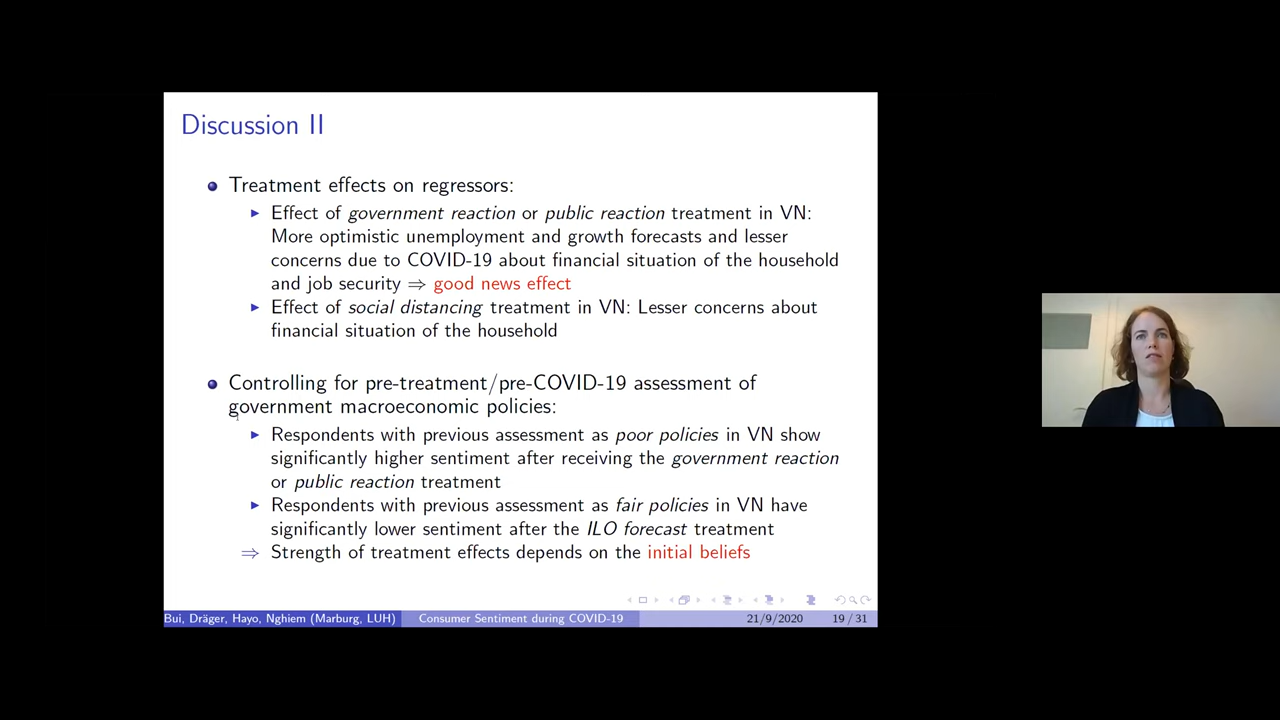 Discussion II
Treatment effects on regressors:
Effect of government reaction or public reaction treatment in VN:
More optimistic unemployment and growth forecasts and lesser
concerns due to COVID-19 about financial situation of the household
and job security ⇒ good news effect
Effect of social distancing treatment in VN: Lesser concerns about
financial situation of the household
Controlling for pre-treatment/pre-COVID-19 assessment of
government macroeconomic policies:
Respondents with previous assessment as poor policies in VN show
significantly higher sentiment after receiving the government reaction
or public reaction treatment
Respondents with previous assessment as fair policies in VN have
significantly lower sentiment after the ILO forecast treatment
⇒ Strength of treatment effects depends on the initial beliefs
Bui, Dräger, Hayo, Nghiem (Marburg, LUH) Consumer Sentiment during COVID-19 21/9/2020 19 / 31